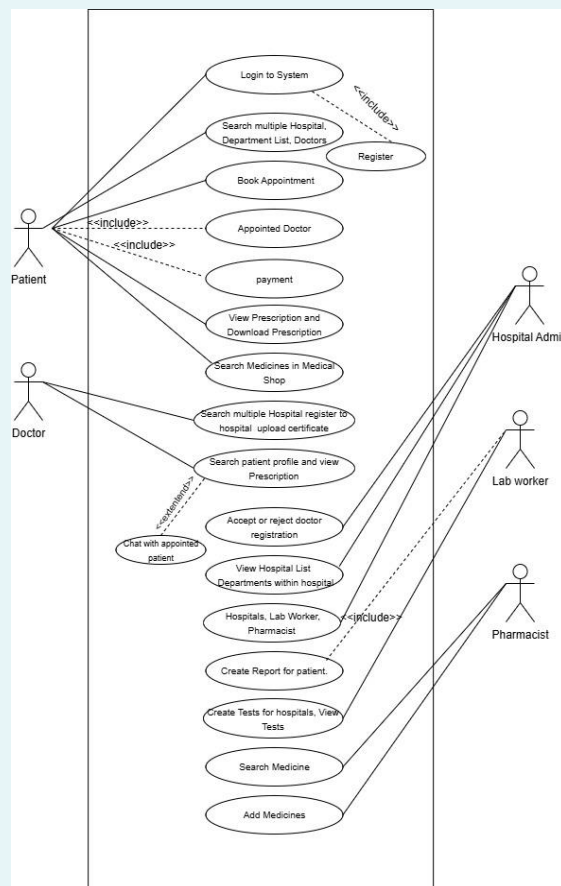 Login to System
<<include>>
Search multiple Hospital,
Department List, Doctors
Register
Book Appointment
<<include>>
Appointed Doctor
<<include>>
Patient
payment
View Prescription and
Download Prescription
Hospital Admi
Search Medicines in Medical
Shop
Doctor
Search multiple Hospital register to
hospital upload certificate
Search patient profile and view
Prescription
Lab worker
<<extentend>>
Chat with appointed
patient
Accept or reject doctor
registration
View Hospital List
Departments within hospital
Hospitals, Lab Worker,
Pharmacist
<<include>>
Pharmacist
Create Report for patient.
Create Tests for hospitals, View
Tests
Search Medicine
Add Medicines